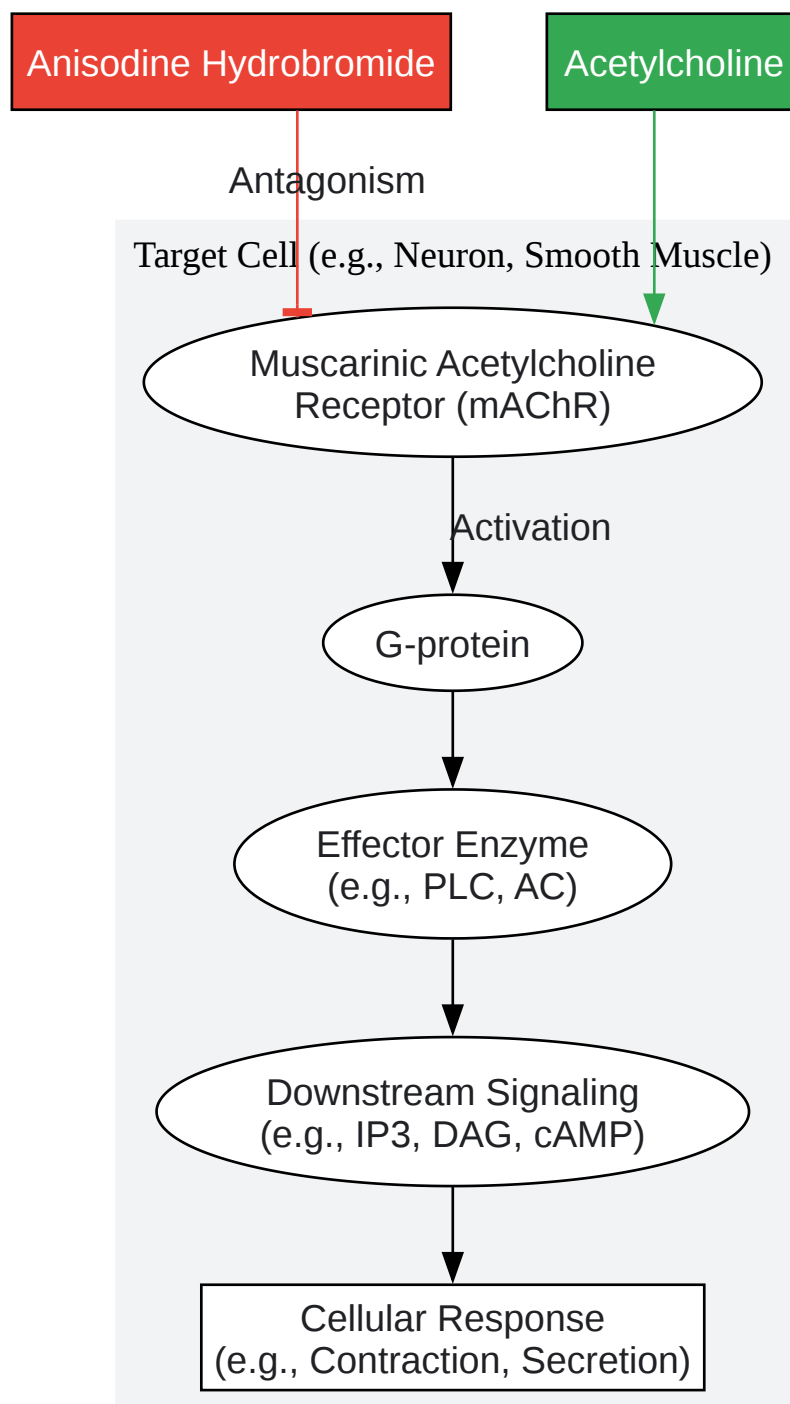 Anisodine Hydrobromide
Acetylcholine
Antagonism
Target Cell (e.g., Neuron, Smooth Muscle)
Muscarinic Acetylcholine
Receptor (mAChR)
Activation
G-protein
Effector Enzyme
(e.g., PLC, AC)
Downstream Signaling
(e.g., IP3, DAG, cAMP)
Cellular Response
(e.g., Contraction, Secretion)